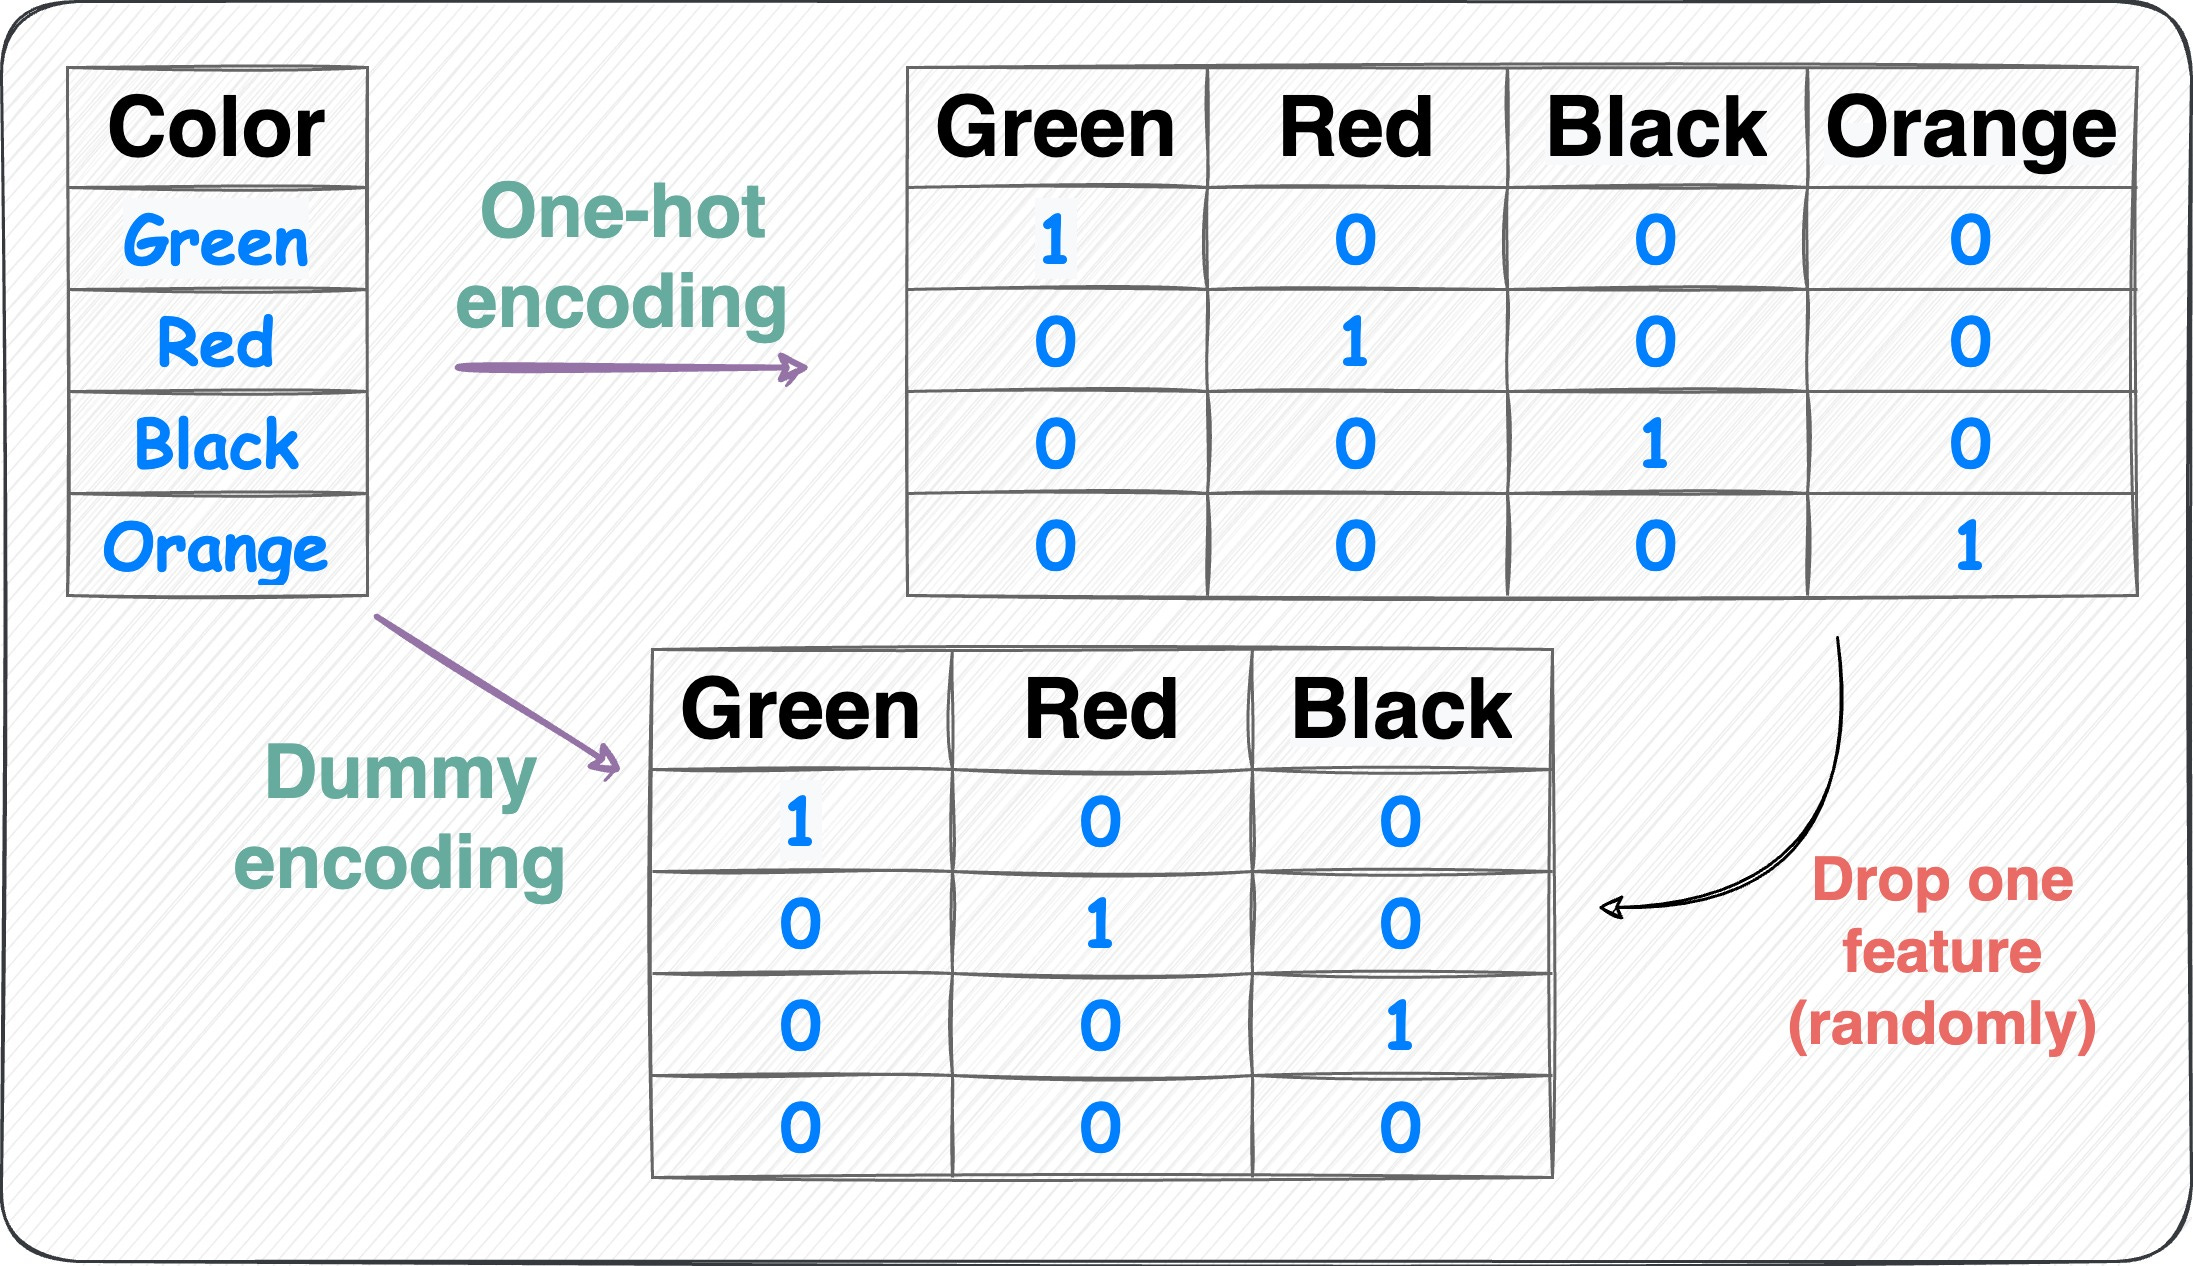 Color
Green
Red
Black
Orange
One-hot
encoding
Green Red Black Orange
1 0 0 0
0 1 0 0
0 0 1 0
0 0 0 1
Dummy
encoding
Green Red Black
1 0 0
0 1 0
0 0 1
0 0 0
Drop one
feature
(randomly)